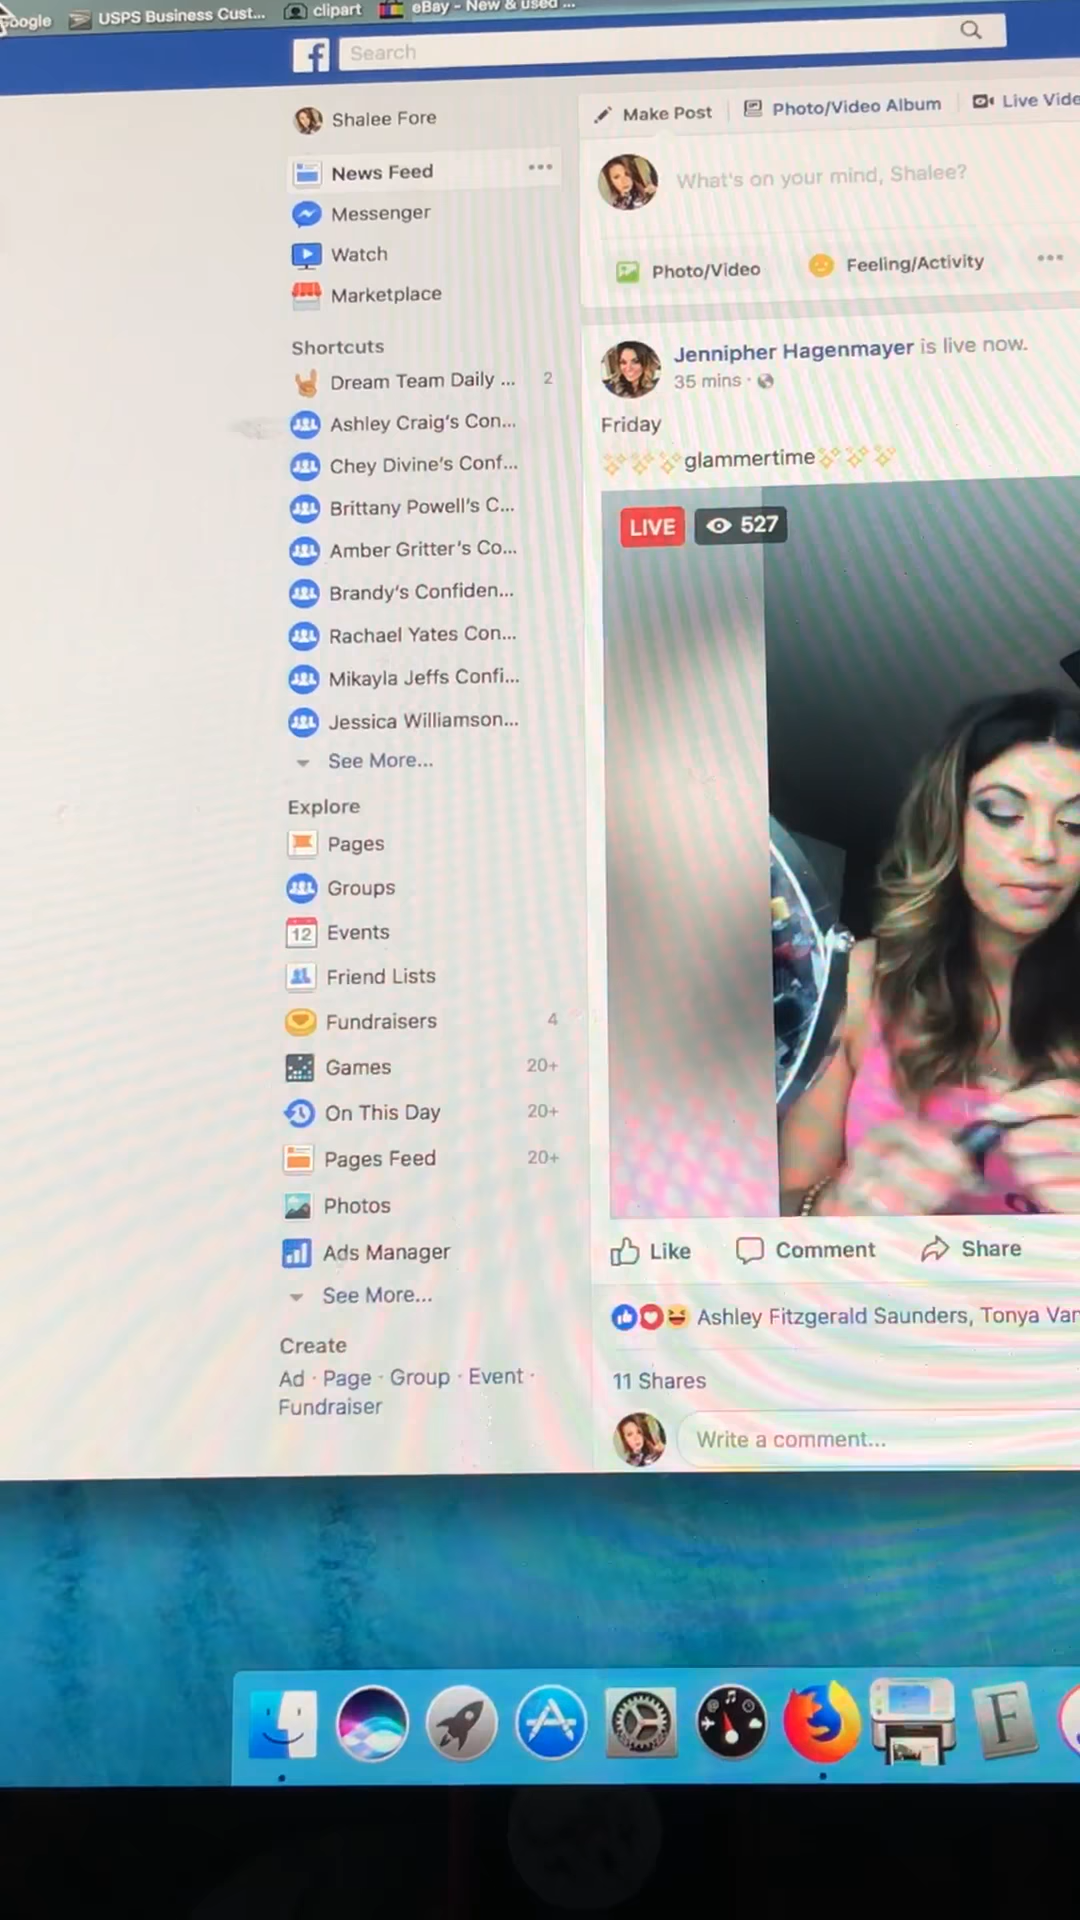 Google USPS Business Cust... clipart eBay - New & used ...
Search
Shalee Fore
News Feed
Messenger
Watch
Marketplace
Shortcuts
Dream Team Daily ... 2
Ashley Craig's Con...
Chey Divine's Conf...
Brittany Powell's C...
Amber Gritter's Co...
Brandy's Confiden...
Rachael Yates Con...
Mikayla Jeffs Confi...
Jessica Williamson...
See More...
Explore
Pages
Groups
12 Events
Friend Lists
Fundraisers 4
Games 20+
On This Day 20+
Pages Feed 20+
Photos
Ads Manager
See More...
Create
Ad · Page · Group · Event ·
Fundraiser
Make Post Photo/Video Album Live Vide
What's on your mind, Shalee?
Photo/Video Feeling/Activity
Jennipher Hagenmayer is live now.
35 mins ·
Friday
✨✨✨glammertime✨✨✨
LIVE 527
Like Comment Share
Ashley Fitzgerald Saunders, Tonya Var
11 Shares
Write a comment...
F